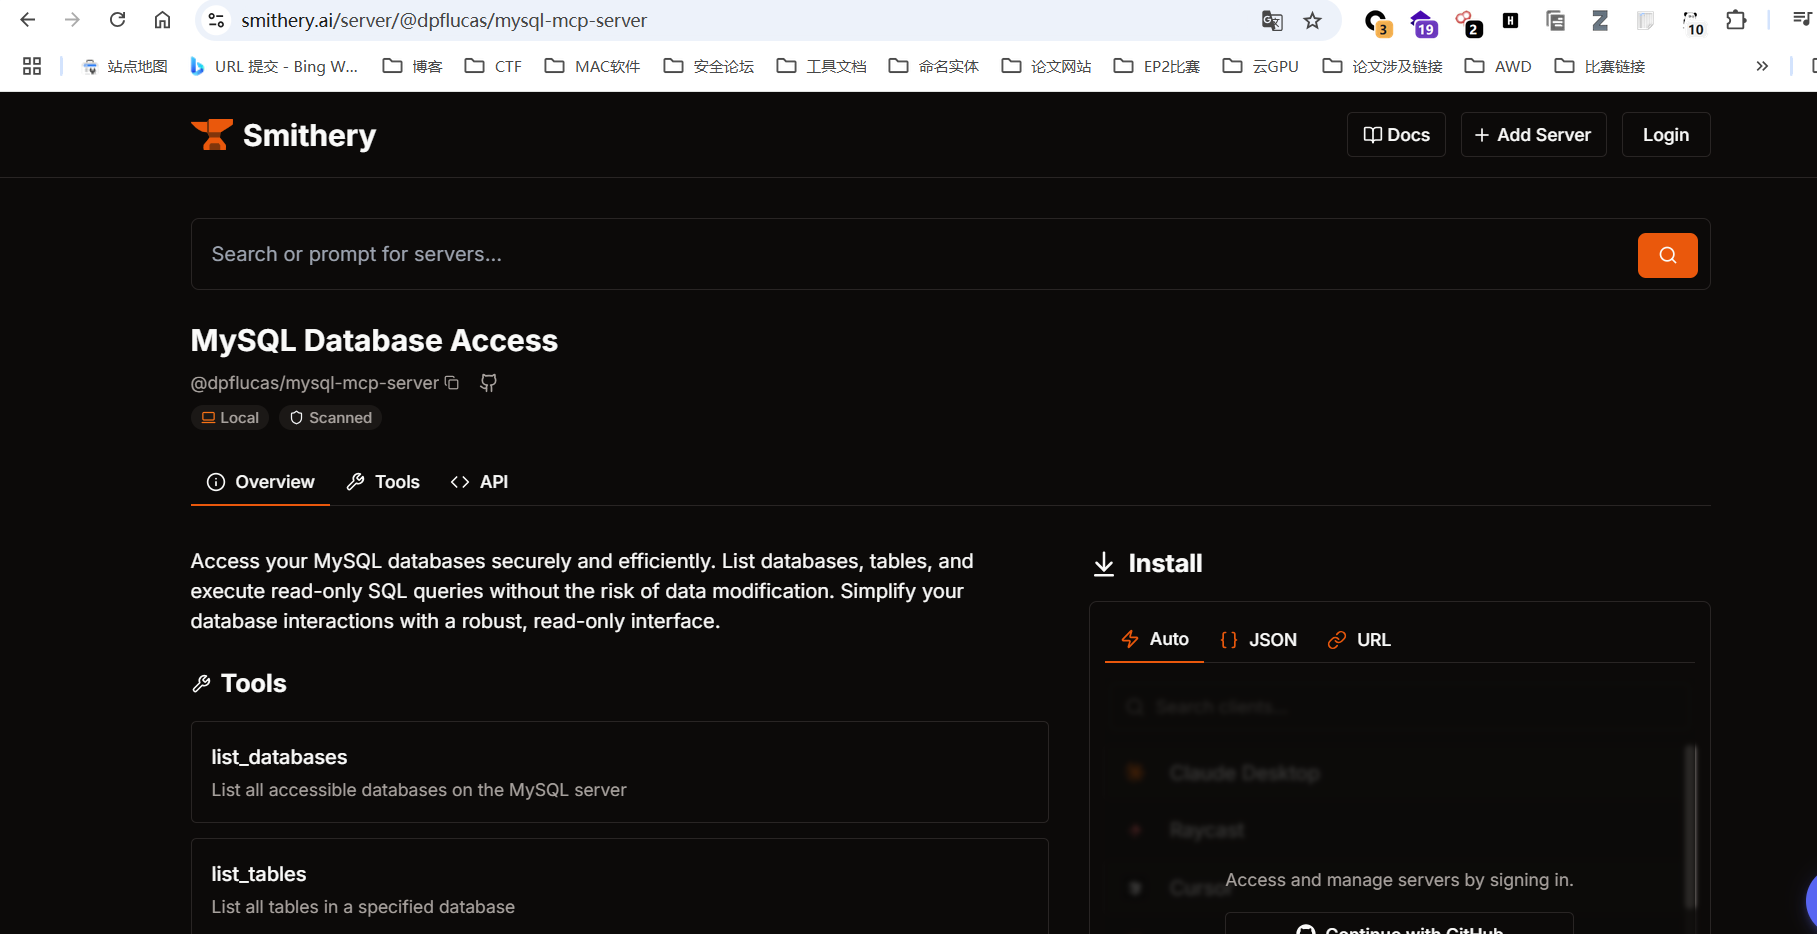 smithery.ai/server/@dpflucas/mysql-mcp-server
3
19
2
H
Z
10
站点地图
URL 提交 - Bing W...
博客
CTF
MAC软件
安全论坛
工具文档
命名实体
论文网站
EP2比赛
云GPU
论文涉及链接
AWD
比赛链接
Smithery
Docs
+ Add Server
Login
Search or prompt for servers...
MySQL Database Access
@dpflucas/mysql-mcp-server
Local
Scanned
Overview
Tools
API
Access your MySQL databases securely and efficiently. List databases, tables, and
execute read-only SQL queries without the risk of data modification. Simplify your
database interactions with a robust, read-only interface.
Tools
list_databases
List all accessible databases on the MySQL server
list_tables
List all tables in a specified database
Install
Auto
{} JSON
URL
Search clients...
Claude Desktop
Raycast
Cursor
Access and manage servers by signing in.
Continue with GitHub